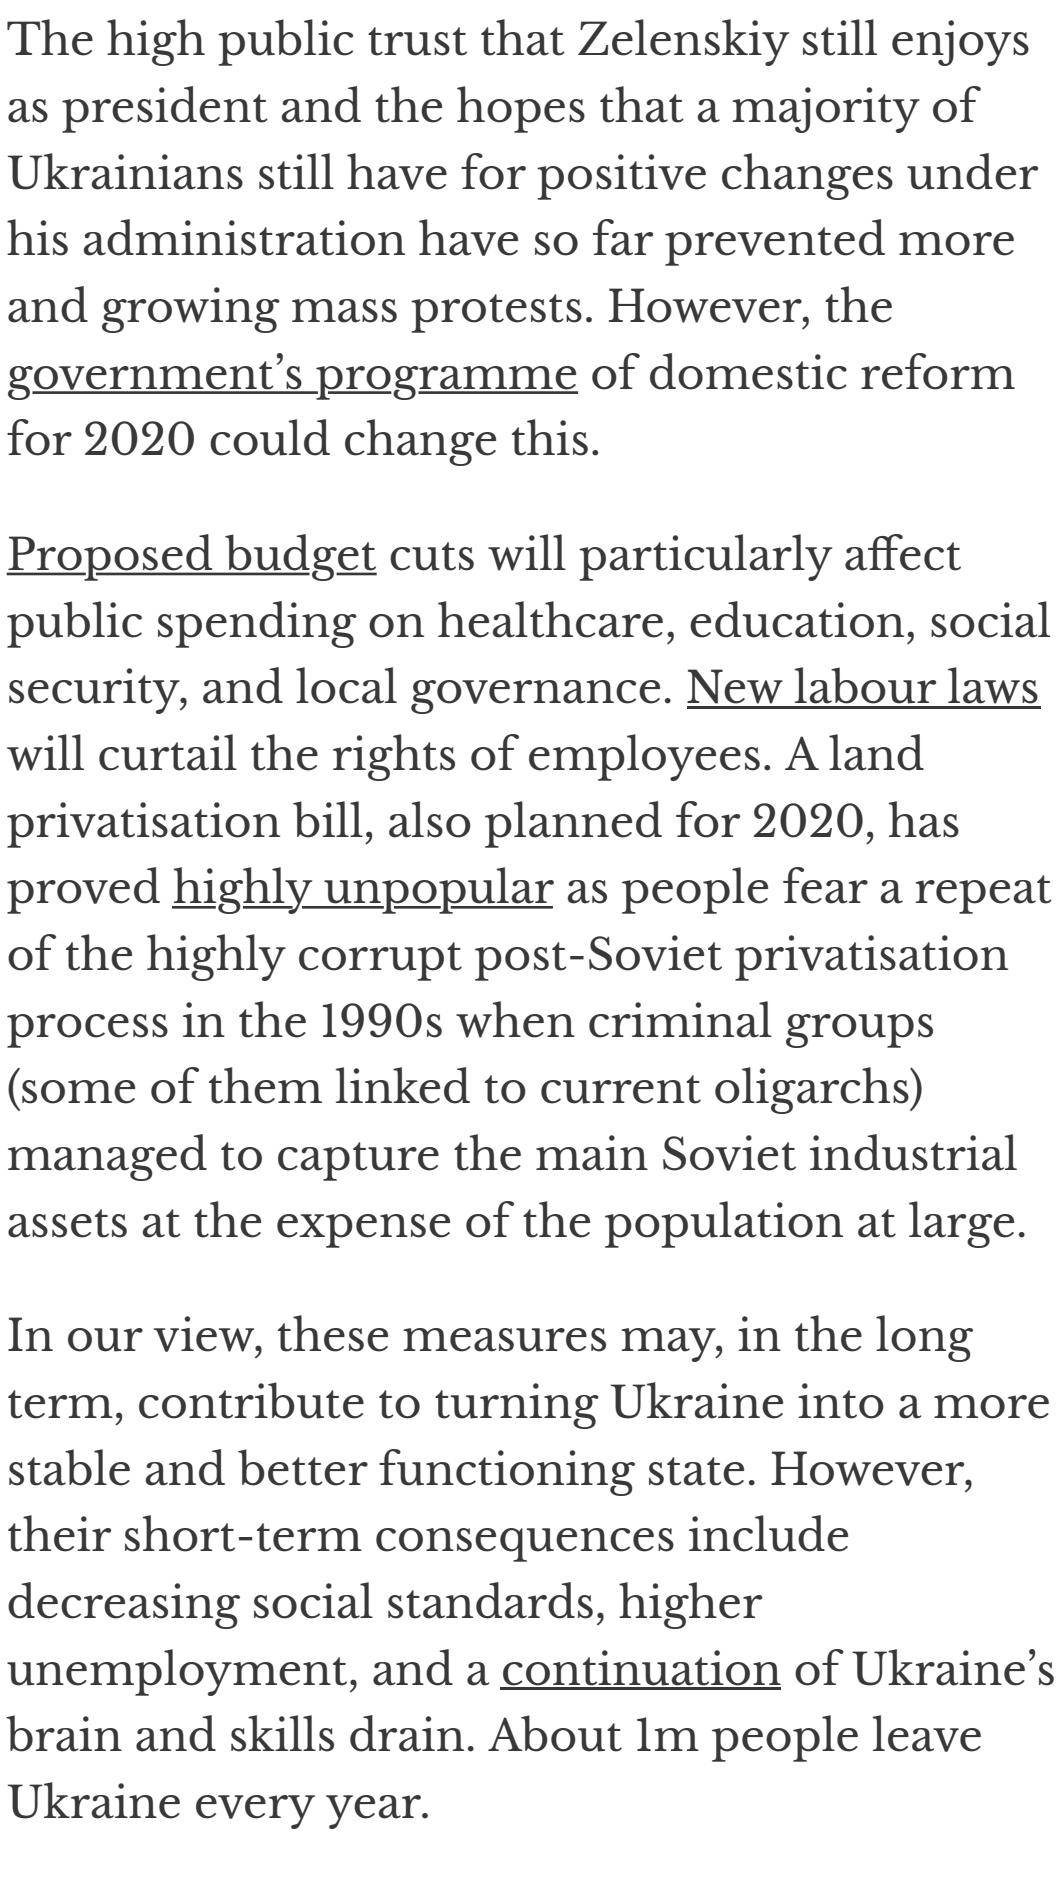 The high public trust that Zelenskiy still enjoys
as president and the hopes that a majority of
Ukrainians still have for positive changes under
his administration have so far prevented more
and growing mass protests. However, the
government’s programme of domestic reform
for 2020 could change this.
Proposed budget cuts will particularly affect
public spending on healthcare, education, social
security, and local governance. New labour laws
will curtail the rights of employees. A land
privatisation bill, also planned for 2020, has
proved highly unpopular as people fear a repeat
of the highly corrupt post-Soviet privatisation
process in the 1990s when criminal groups
(some of them linked to current oligarchs)
managed to capture the main Soviet industrial
assets at the expense of the population at large.
In our view, these measures may, in the long
term, contribute to turning Ukraine into a more
stable and better functioning state. However,
their short-term consequences include
decreasing social standards, higher
unemployment, and a continuation of Ukraine’s
brain and skills drain. About 1m people leave
Ukraine every year.